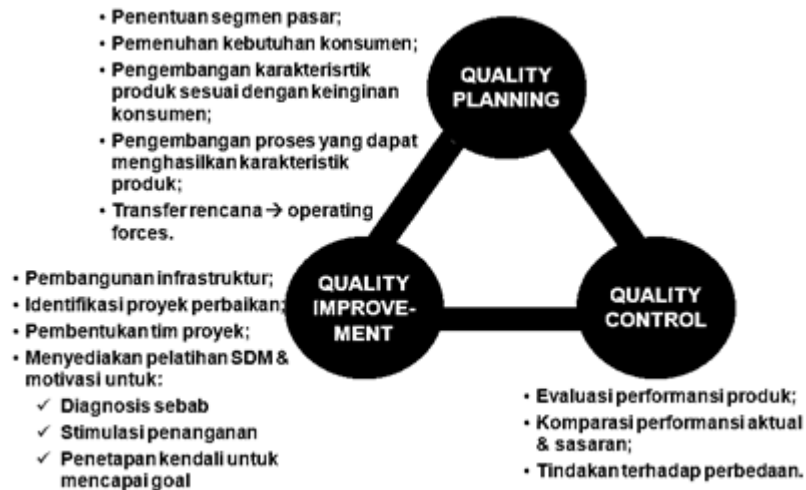 • Penentuan segmen pasar;
• Pemenuhan kebutuhan konsumen;
• Pengembangan karakterisrtik
produk sesuai dengan keinginan
konsumen;
• Pengembangan proses yang dapat
menghasilkan karakteristik
produk;
• Transfer rencana → operating
forces.
QUALITY
PLANNING
• Pembangunan infrastruktur;
• Identifikasi proyek perbaikan;
• Pembentukan tim proyek;
• Menyediakan pelatihan SDM &
motivasi untuk:
✓ Diagnosis sebab
✓ Stimulasi penanganan
✓ Penetapan kendali untuk
mencapai goal
QUALITY
IMPROVE-
MENT
QUALITY
CONTROL
• Evaluasi performansi produk;
• Komparasi performansi aktual
& sasaran;
• Tindakan terhadap perbedaan.